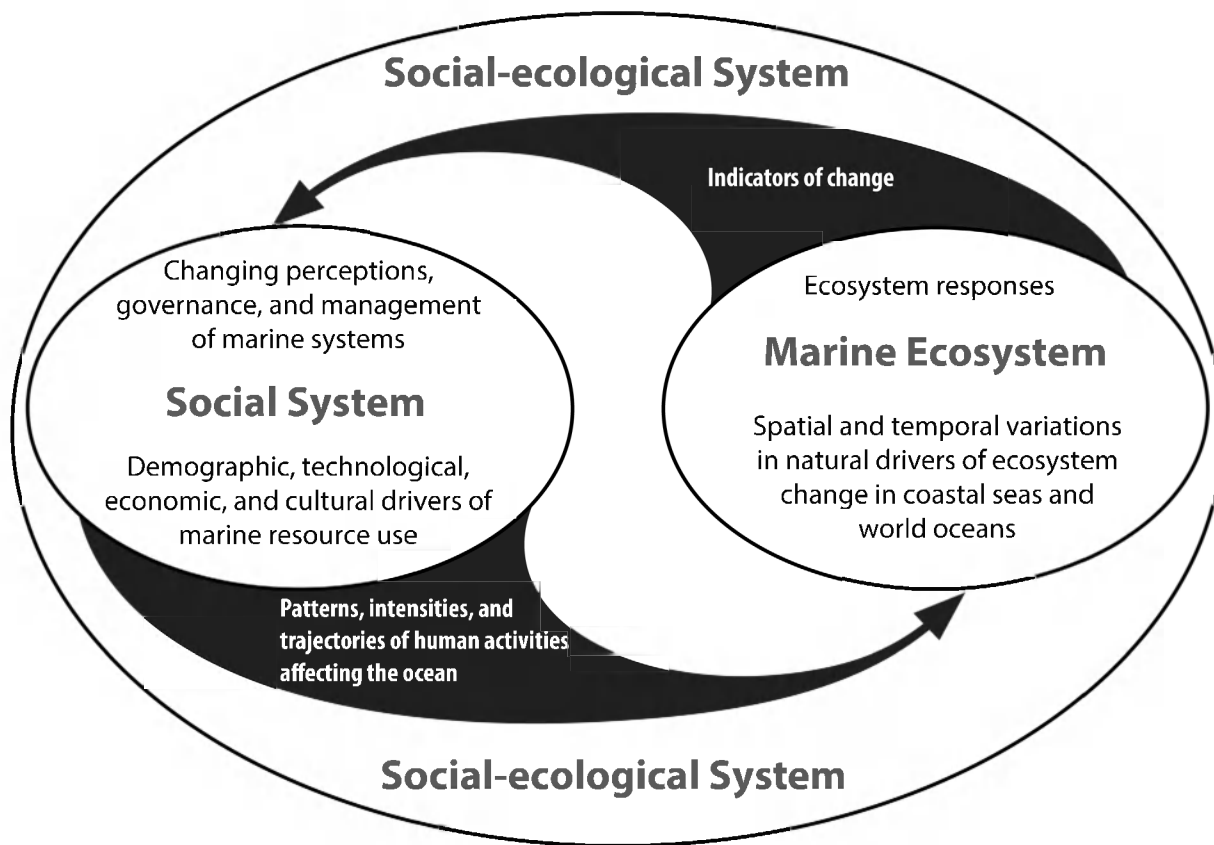 Social-ecological System
Indicators of change
Changing perceptions,
governance, and management
of marine systems
Social System
Demographic, technological,
economic, and cultural drivers of
marine resource use
Ecosystem responses
Marine Ecosystem
Spatial and temporal variations
in natural drivers of ecosystem
change in coastal seas and
world oceans
Patterns, intensities, and
trajectories of human activities
affecting the ocean
Social-ecological System